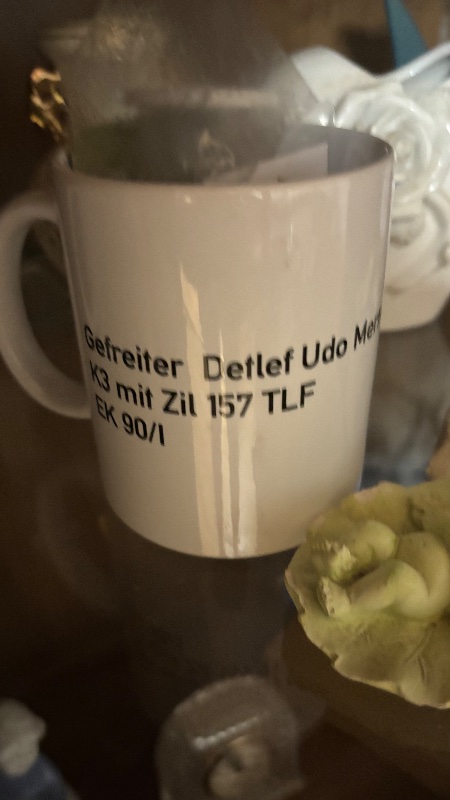 Gefreiter Detlef Udo
K3 mit Zil 157 TLF
EK 90/I